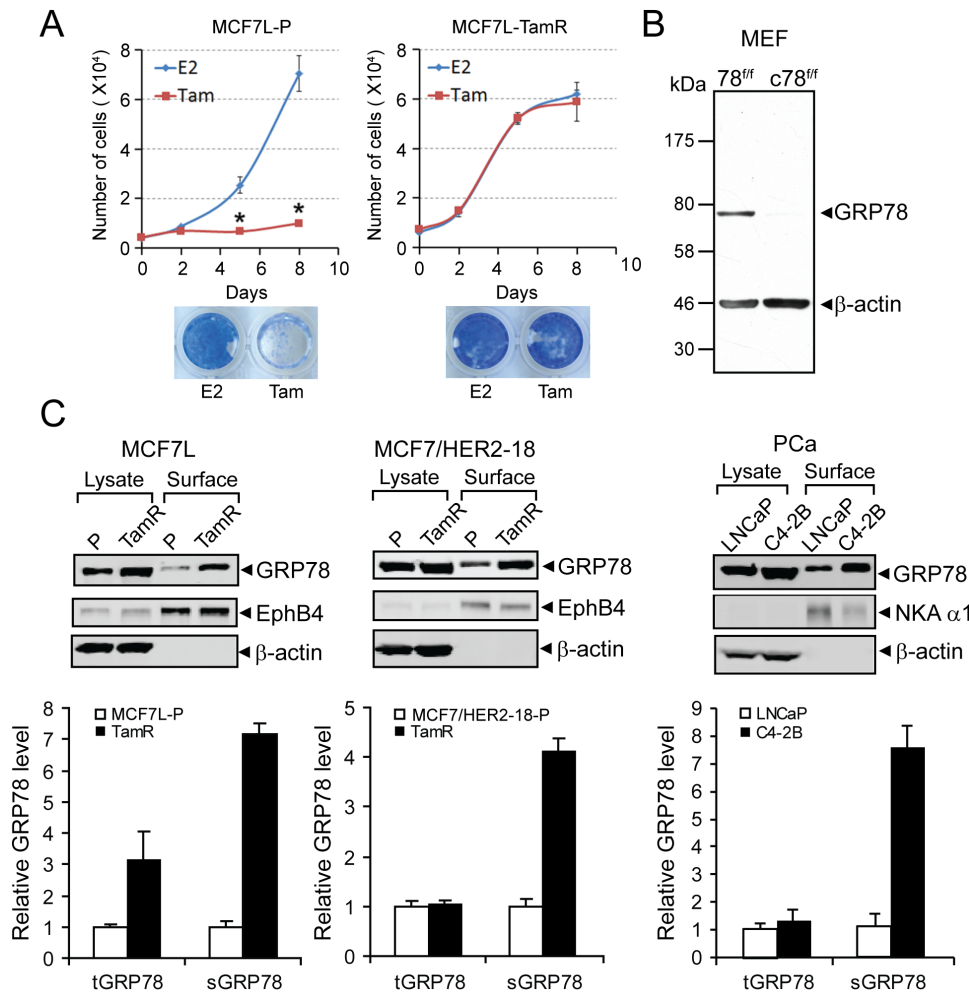 A
MCF7L-P
Number of cells ( X10⁴)
8
6
4
2
0
E2
Tam
*
*
0 2 4 6 8 10
Days
E2 Tam
MCF7L-TamR
Number of cells ( X10⁴)
8
6
4
2
0
E2
Tam
0 2 4 6 8 10
Days
E2 Tam
B
MEF
kDa 78f/f c78f/f
175
80
58
46
30
GRP78
β-actin
C
MCF7L
Lysate Surface
P TamR P TamR
GRP78
EphB4
β-actin
MCF7/HER2-18
Lysate Surface
P TamR P TamR
GRP78
EphB4
β-actin
PCa
Lysate Surface
LNCaP C4-2B LNCaP C4-2B
GRP78
NKA α1
β-actin
Relative GRP78 level
8
7
6
5
4
3
2
1
0
MCF7L-P
TamR
tGRP78 sGRP78
Relative GRP78 level
5
4
3
2
1
0
MCF7/HER2-18-P
TamR
tGRP78 sGRP78
Relative GRP78 level
9
8
7
6
5
4
3
2
1
0
LNCaP
C4-2B
tGRP78 sGRP78